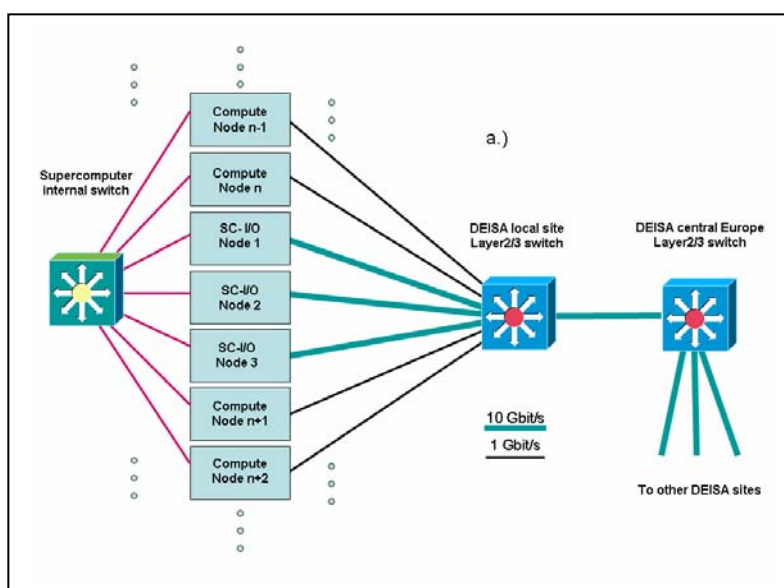 Compute
Node n-1
a.)
Compute
Node n
Supercomputer
internal switch
SC- I/O
Node 1
DEISA local site
Layer2/3 switch
DEISA central Europe
Layer2/3 switch
SC-I/O
Node 2
SC-I/O
Node 3
Compute
Node n+1
10 Gbit/s
1 Gbit/s
Compute
Node n+2
To other DEISA sites